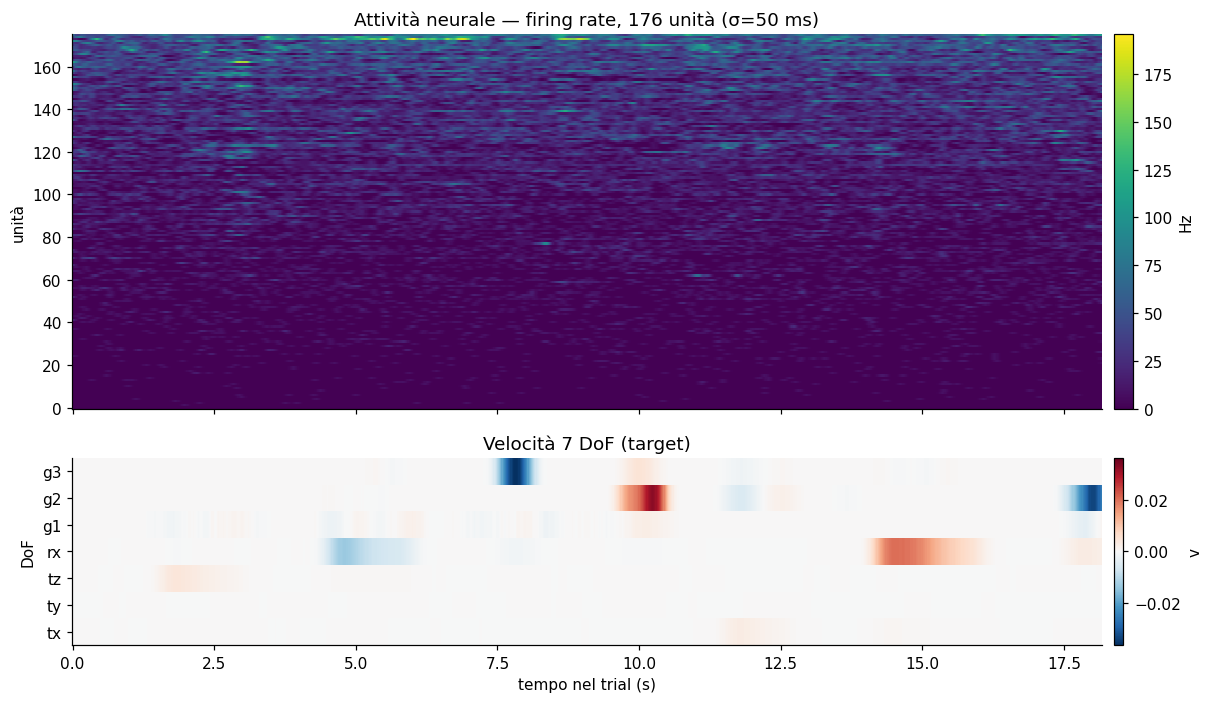 Attività neurale — firing rate, 176 unità (σ=50 ms)
160
140
120
100
80
60
40
20
0
unità
175
150
125
100
75
50
25
0
Hz
Velocità 7 DoF (target)
g3
g2
g1
rx
tz
ty
tx
DoF
0.02
0.00
−0.02
v
0.0 2.5 5.0 7.5 10.0 12.5 15.0 17.5
tempo nel trial (s)